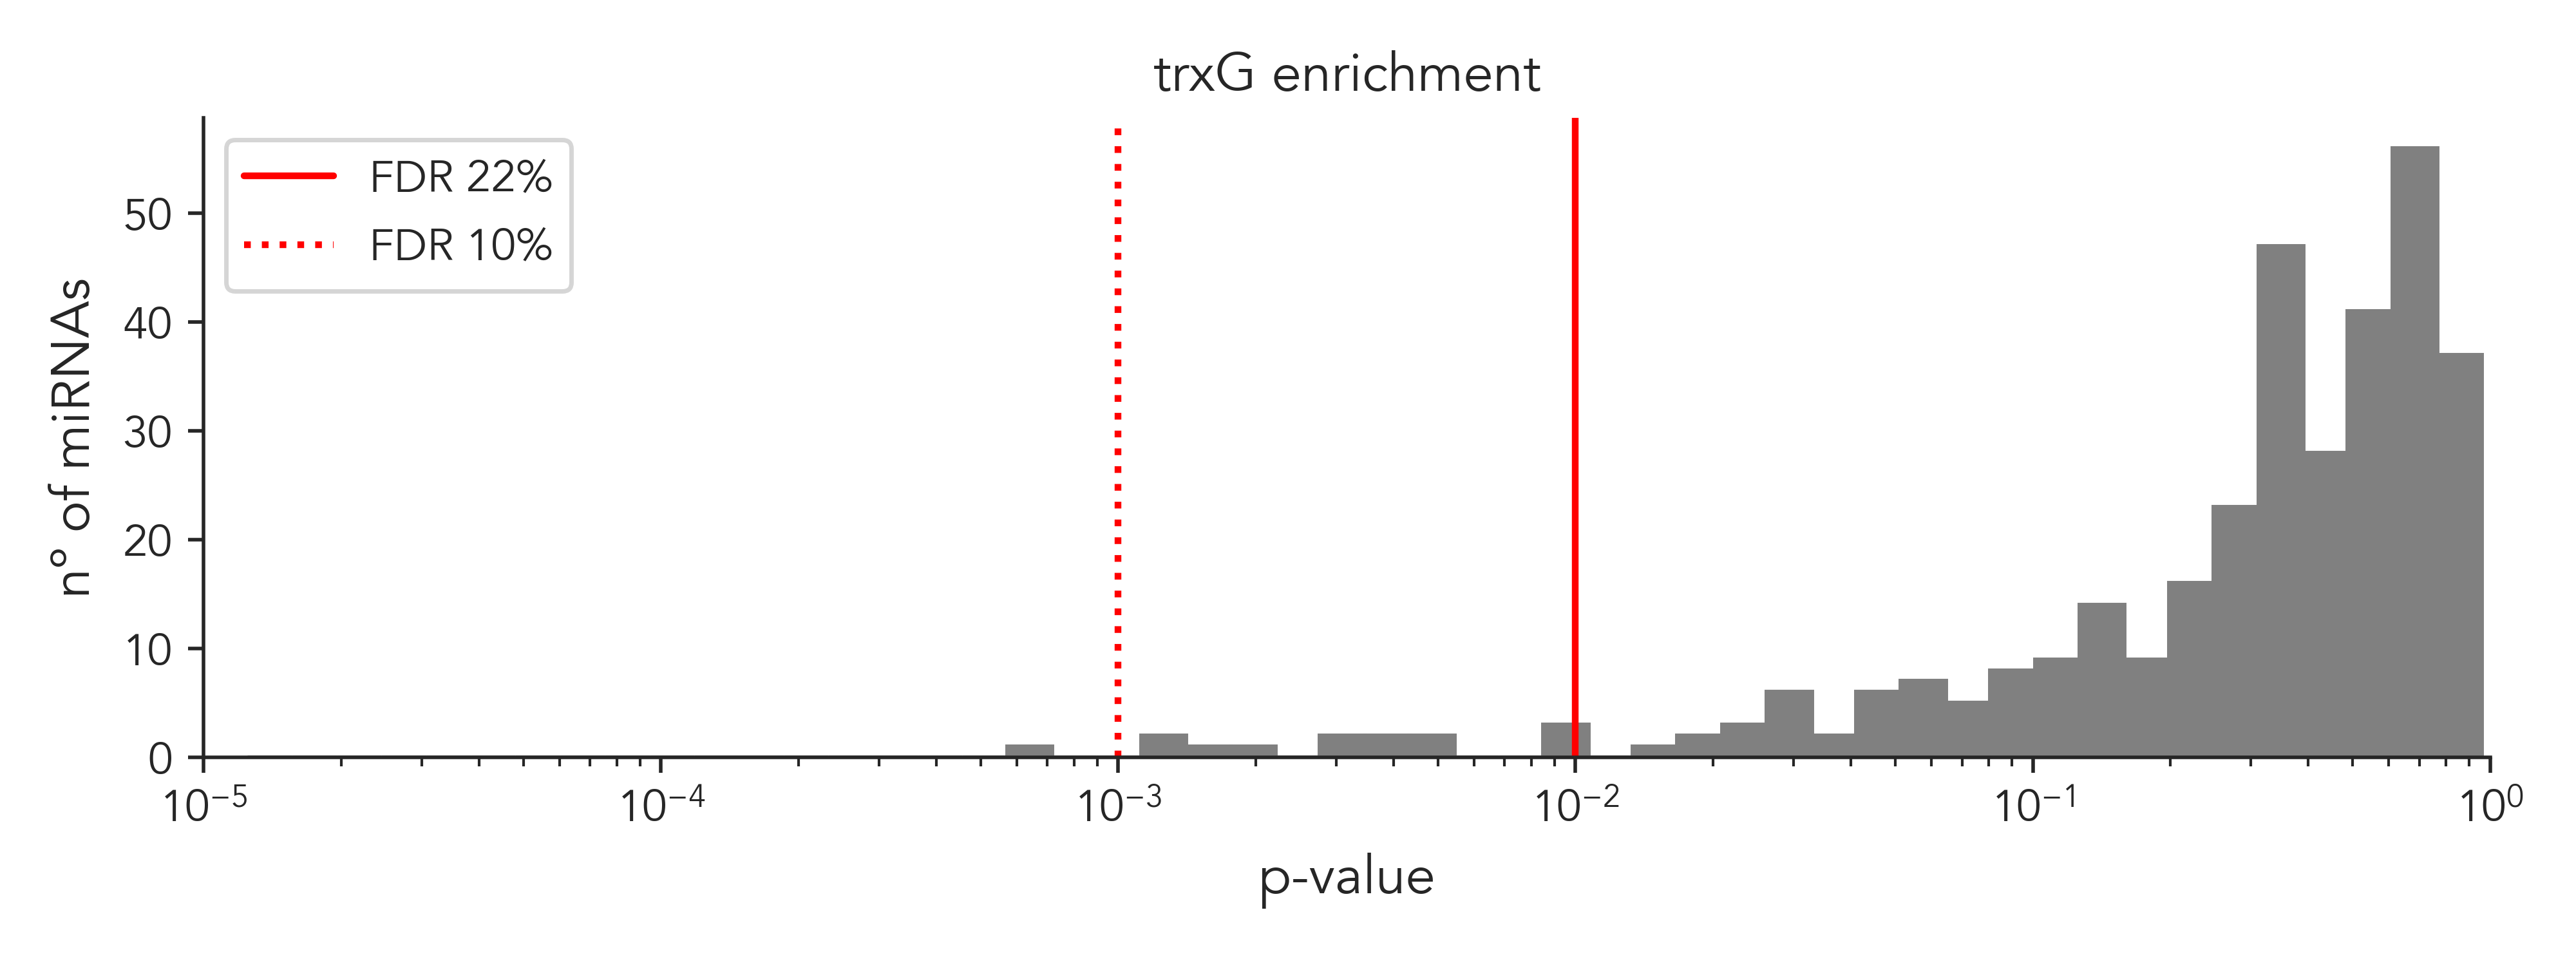 trxG enrichment
FDR 22%
FDR 10%
n° of miRNAs
50
40
30
20
10
0
10⁻⁵ 10⁻⁴ 10⁻³ 10⁻² 10⁻¹ 10⁰
p-value